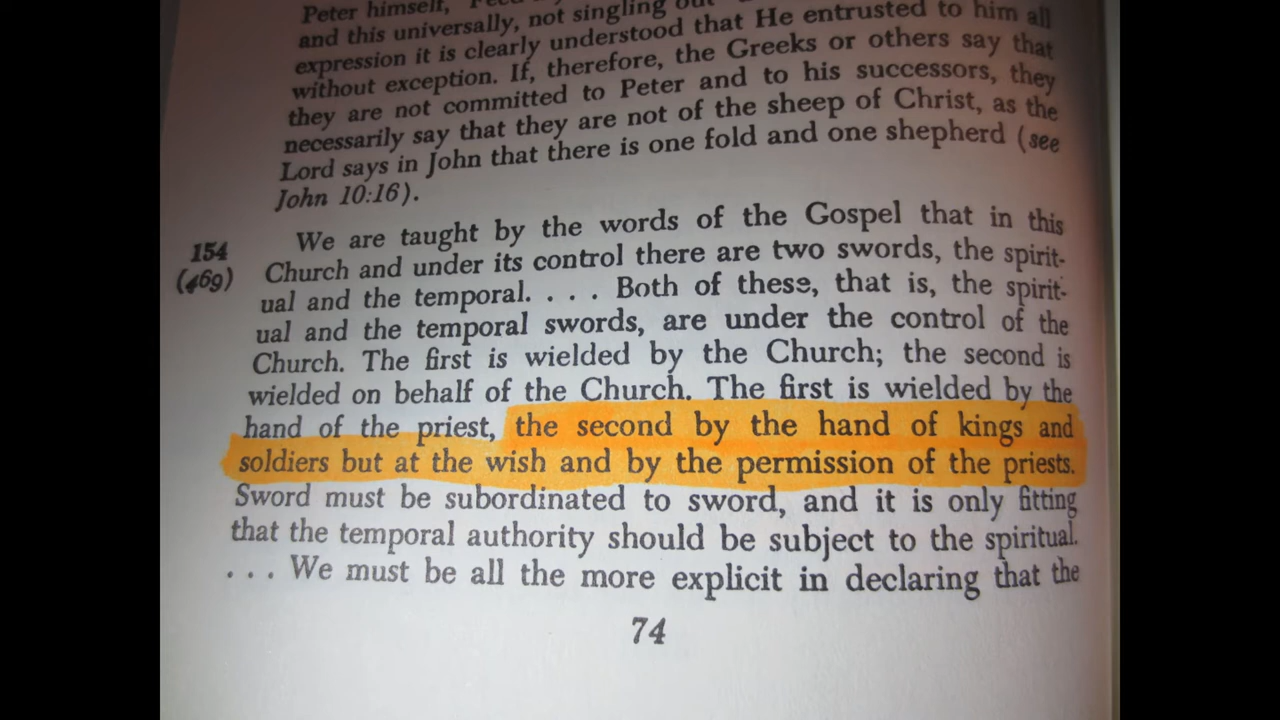 Peter himself,
and this universally, not singling
expression it is clearly understood that He entrusted to him all
without exception. If, therefore, the Greeks or others say that
they are not committed to Peter and to his successors, they
necessarily say that they are not of the sheep of Christ, as the
Lord says in John that there is one fold and one shepherd (see
John 10:16).
154 We are taught by the words of the Gospel that in this
(469) Church and under its control there are two swords, the spirit-
ual and the temporal. . . . Both of these, that is, the spirit-
ual and the temporal swords, are under the control of the
Church. The first is wielded by the Church; the second is
wielded on behalf of the Church. The first is wielded by the
hand of the priest, the second by the hand of kings and
soldiers but at the wish and by the permission of the priests.
Sword must be subordinated to sword, and it is only fitting
that the temporal authority should be subject to the spiritual.
. . . We must be all the more explicit in declaring that the
74